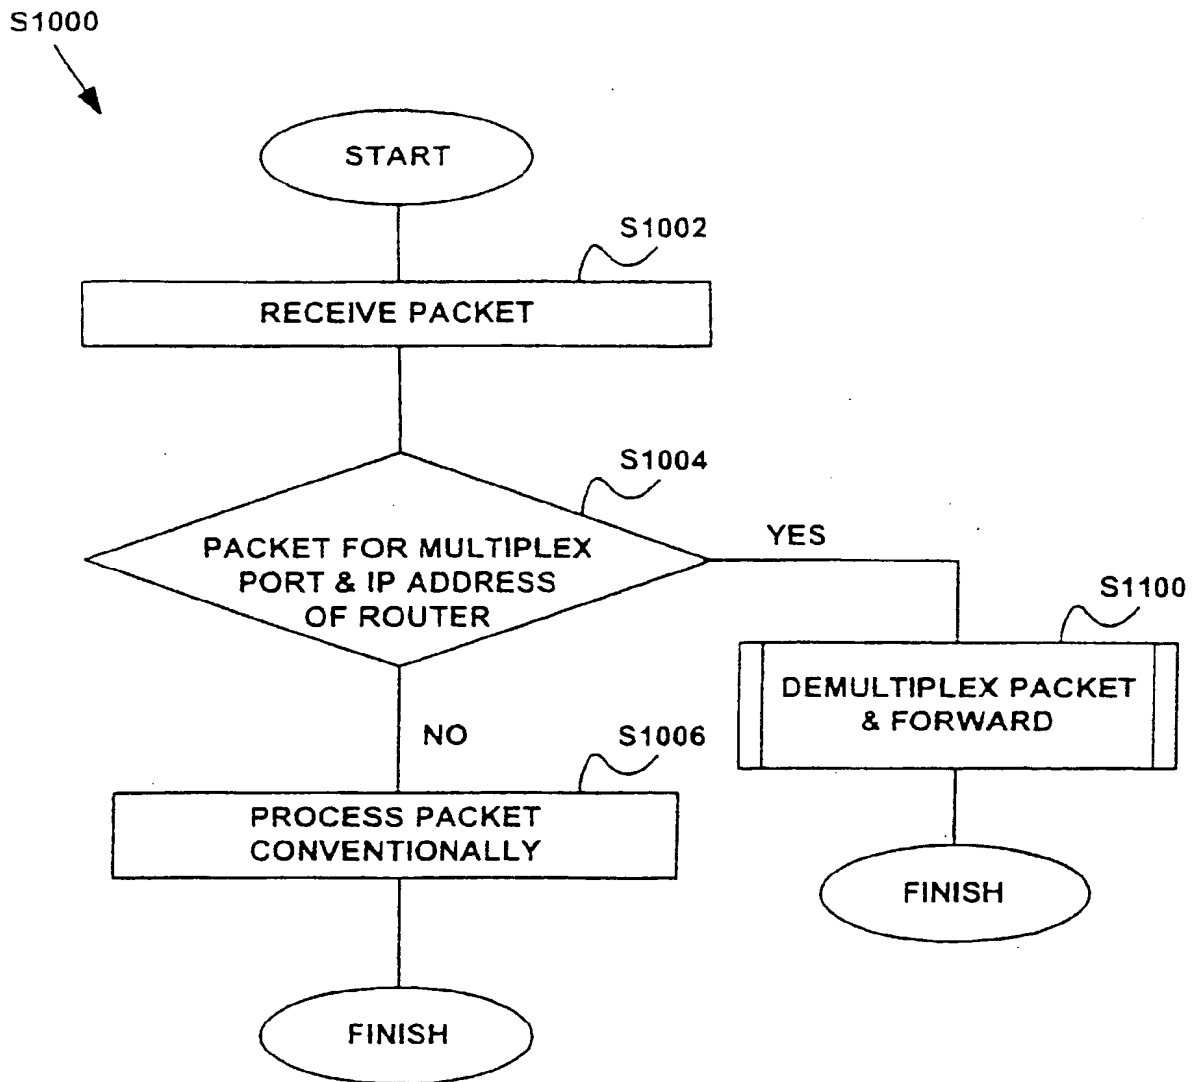 S1000
START
S1002
RECEIVE PACKET
S1004
PACKET FOR MULTIPLEX
PORT & IP ADDRESS
OF ROUTER
YES
S1100
DEMULTIPLEX PACKET
& FORWARD
NO
S1006
PROCESS PACKET
CONVENTIONALLY
FINISH
FINISH